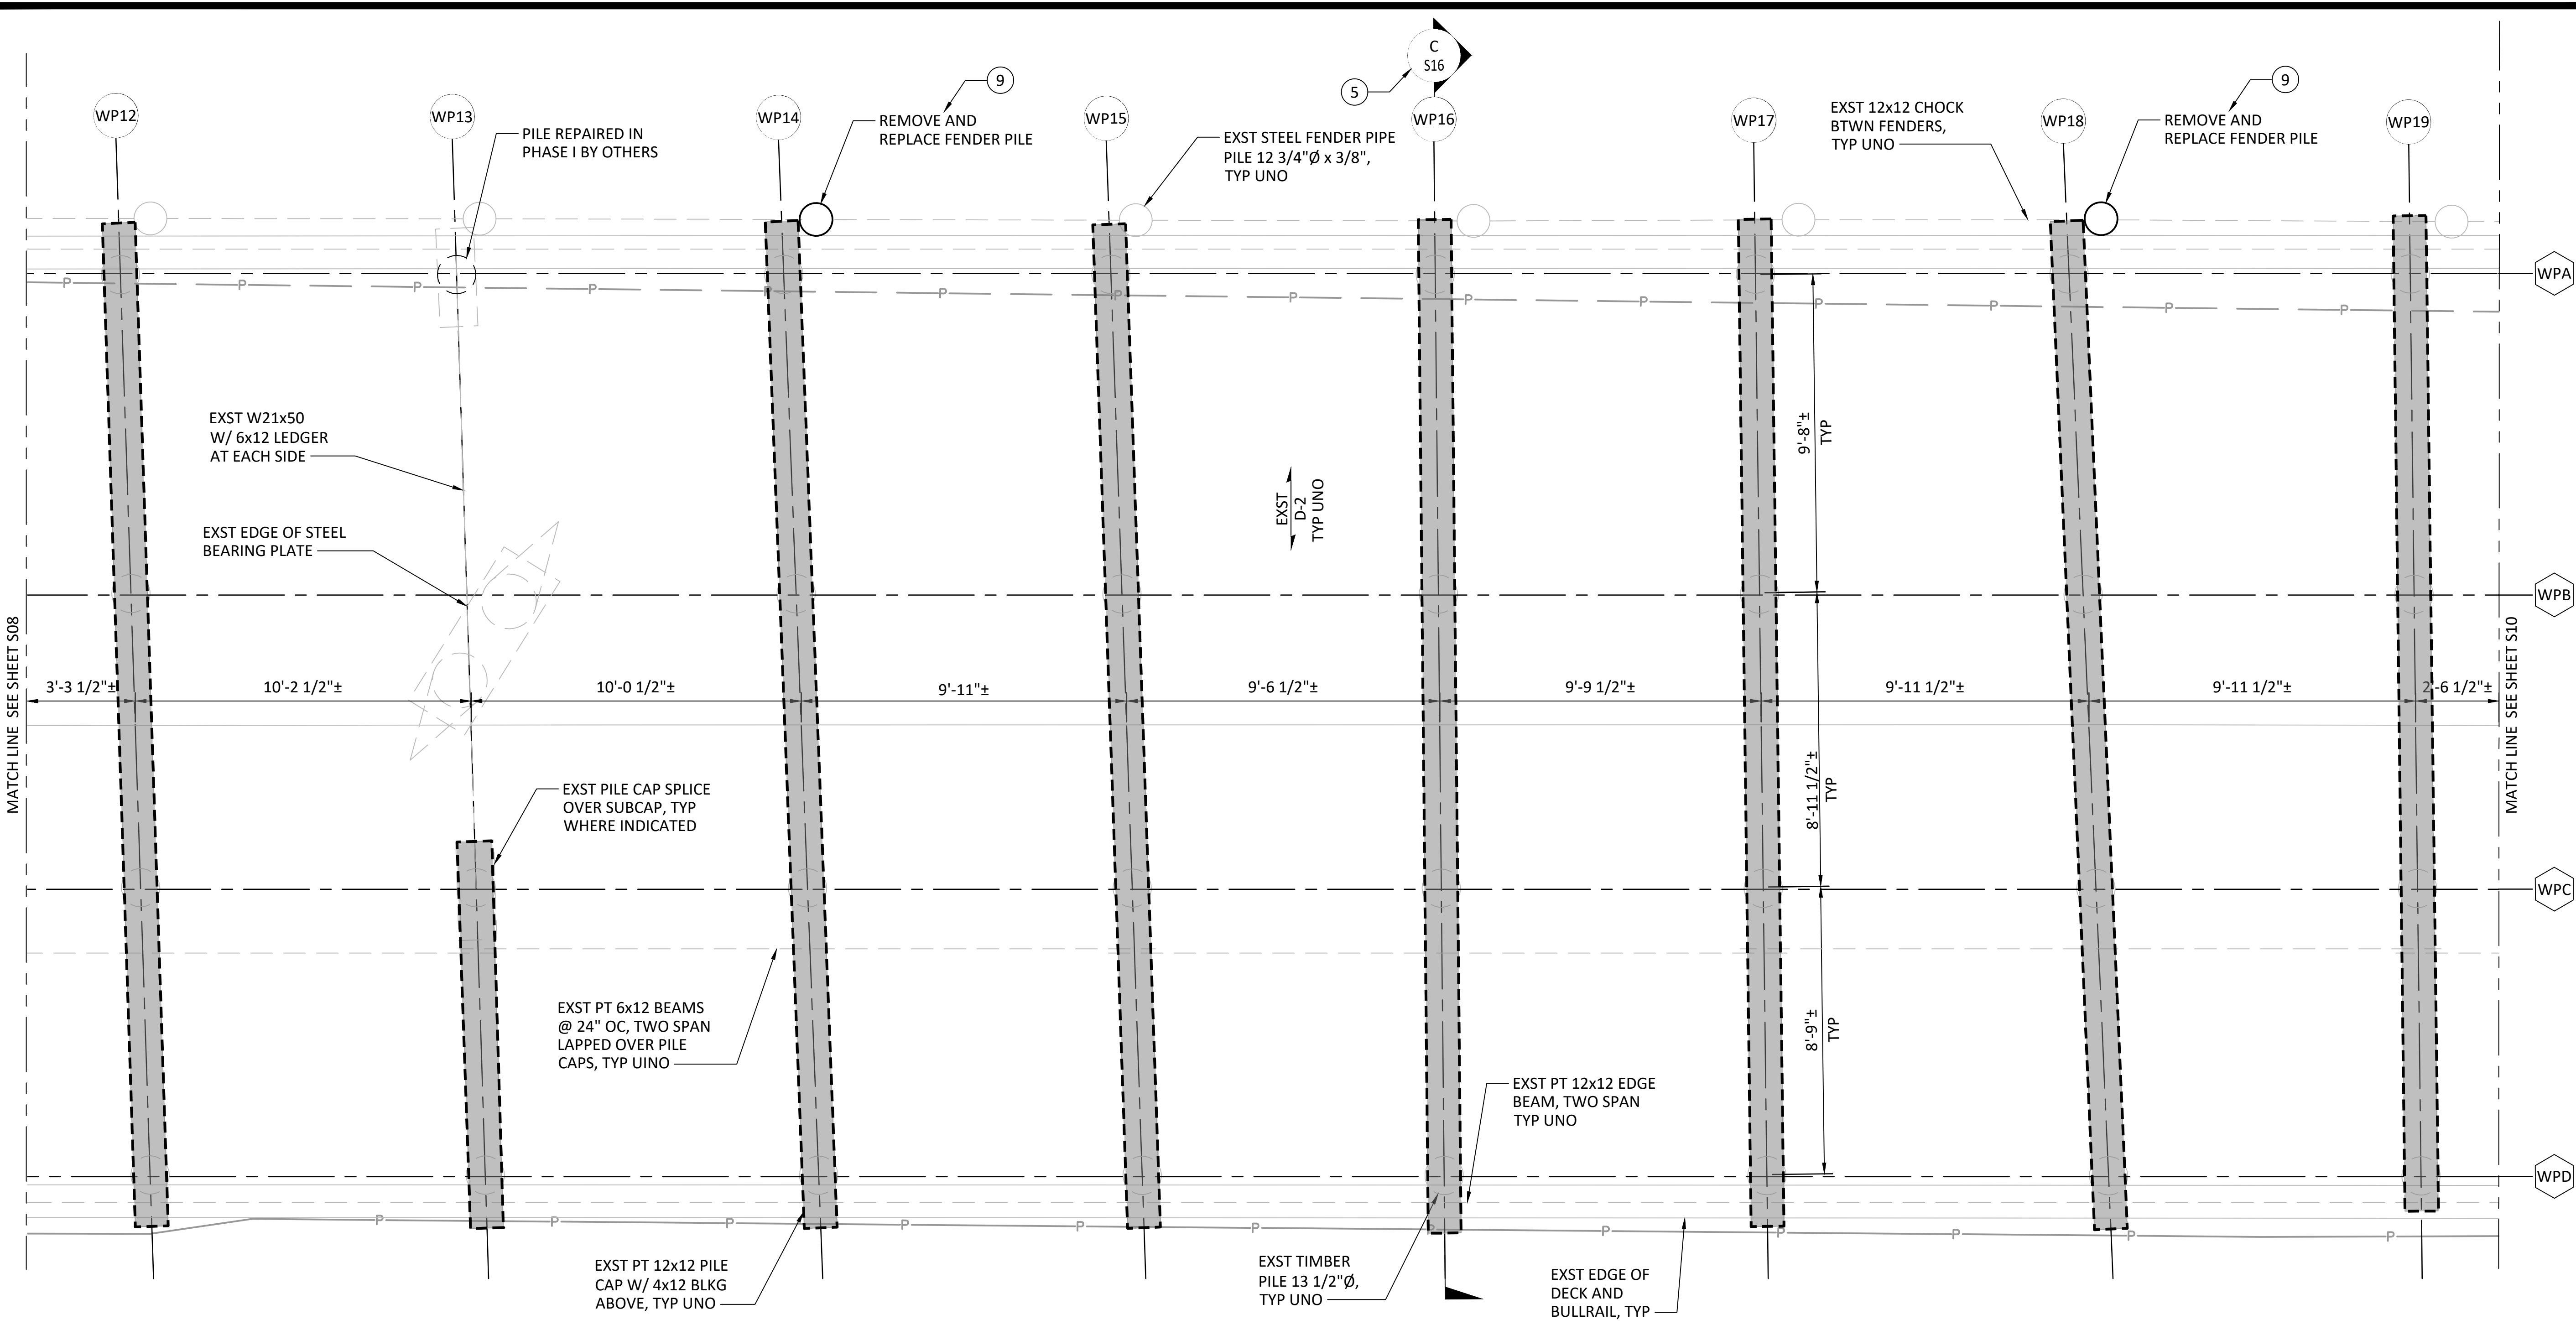 C
S16
5
9
9
WP12
WP13
WP14
WP15
WP16
WP17
WP18
WP19
PILE REPAIRED IN
PHASE I BY OTHERS
REMOVE AND
REPLACE FENDER PILE
EXST STEEL FENDER PIPE
PILE 12 3/4"Ø x 3/8",
TYP UNO
EXST 12x12 CHOCK
BTWN FENDERS,
TYP UNO
REMOVE AND
REPLACE FENDER PILE
WPA
P P P P P P P P P P P P P P
EXST W21x50
W/ 6x12 LEDGER
AT EACH SIDE
9'-8"±
TYP
EXST
D-2
TYP UNO
EXST EDGE OF STEEL
BEARING PLATE
WPB
MATCH LINE SEE SHEET S08
MATCH LINE SEE SHEET S10
3'-3 1/2"±
10'-2 1/2"±
10'-0 1/2"±
9'-11"±
9'-6 1/2"±
9'-9 1/2"±
9'-11 1/2"±
9'-11 1/2"±
2'-6 1/2"±
8'-11 1/2"±
TYP
EXST PILE CAP SPLICE
OVER SUBCAP, TYP
WHERE INDICATED
WPC
EXST PT 6x12 BEAMS
@ 24" OC, TWO SPAN
LAPPED OVER PILE
CAPS, TYP UINO
8'-9"±
TYP
EXST PT 12x12 EDGE
BEAM, TWO SPAN
TYP UNO
WPD
P P P P P P P P P P P P
EXST PT 12x12 PILE
CAP W/ 4x12 BLKG
ABOVE, TYP UNO
EXST TIMBER
PILE 13 1/2"Ø,
TYP UNO
EXST EDGE OF
DECK AND
BULLRAIL, TYP